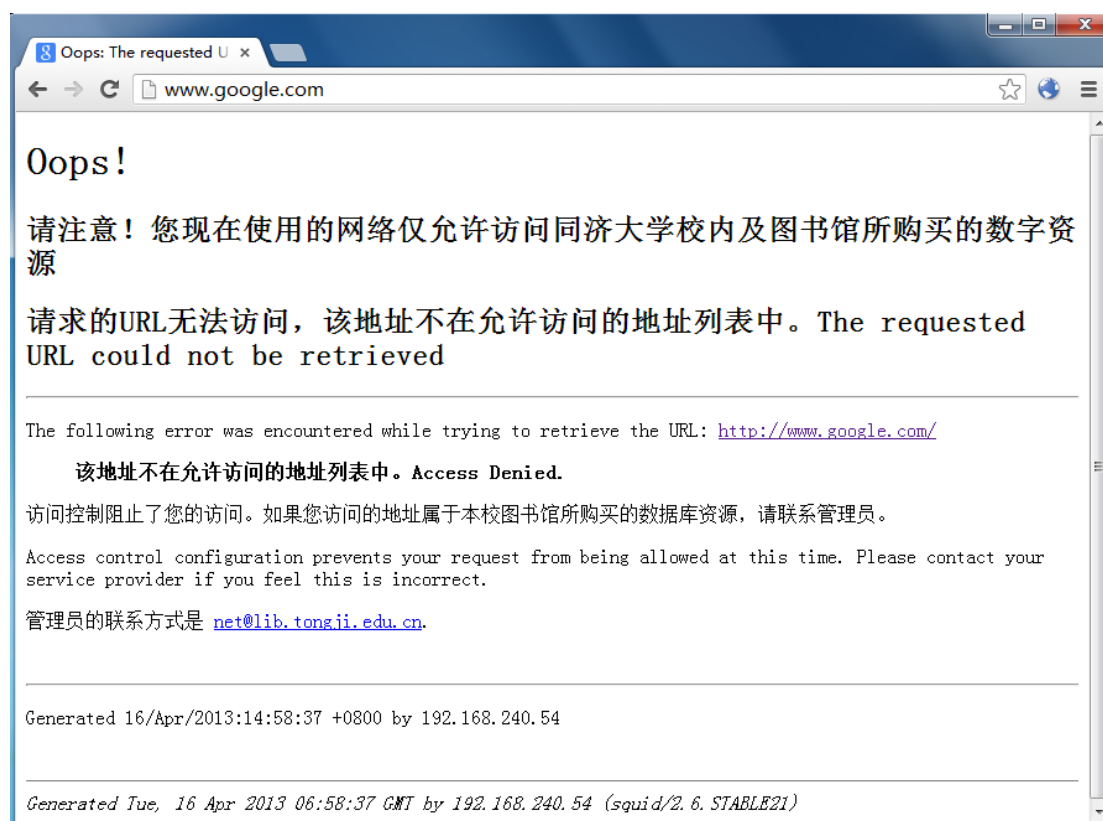 Oops: The requested U
www.google.com
Oops!
请注意！您现在使用的网络仅允许访问同济大学校内及图书馆所购买的数字资
源
请求的URL无法访问，该地址不在允许访问的地址列表中。The requested
URL could not be retrieved
The following error was encountered while trying to retrieve the URL: http://www.google.com/
该地址不在允许访问的地址列表中。Access Denied.
访问控制阻止了您的访问。如果您访问的地址属于本校图书馆所购买的数据库资源，请联系管理员。
Access control configuration prevents your request from being allowed at this time. Please contact your
service provider if you feel this is incorrect.
管理员的联系方式是 net@lib.tongji.edu.cn.
Generated 16/Apr/2013:14:58:37 +0800 by 192.168.240.54
Generated Tue, 16 Apr 2013 06:58:37 GMT by 192.168.240.54 (squid/2.6.STABLE21)